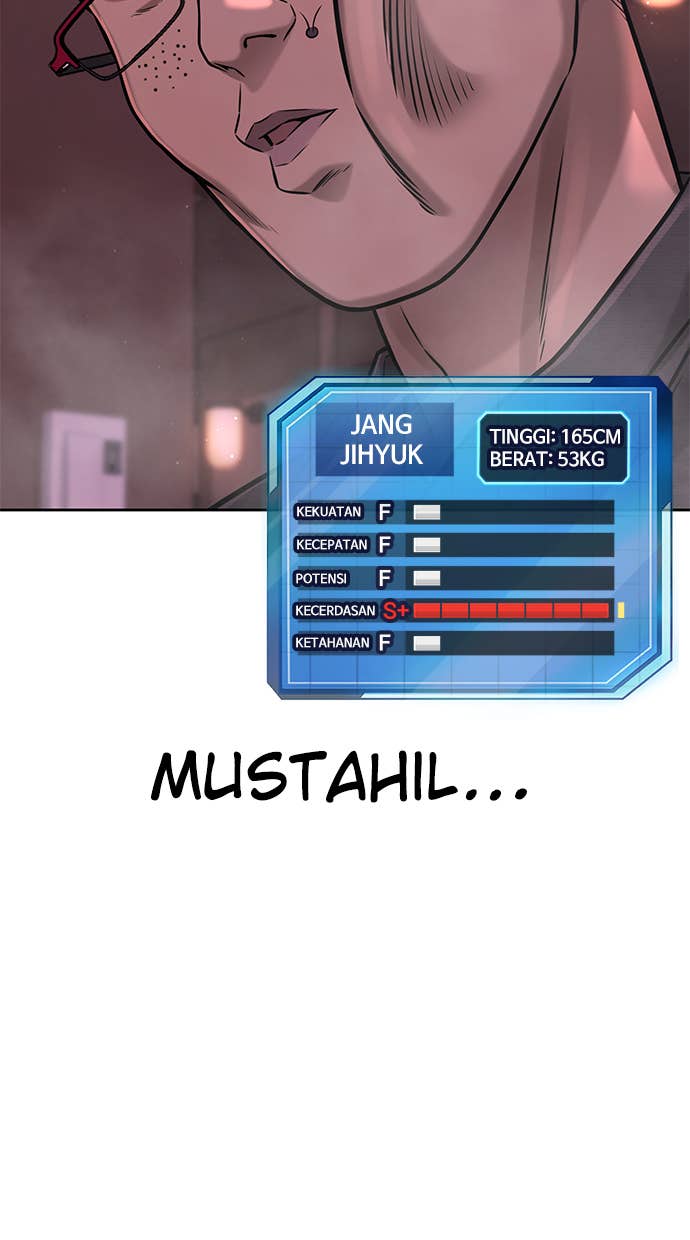 JANG
JIHYUK
TINGGI: 165CM
BERAT: 53KG
KEKUATAN F
KECEPATAN F
POTENSI F
KECERDASAN S+
KETAHANAN F
MUSTAHIL...